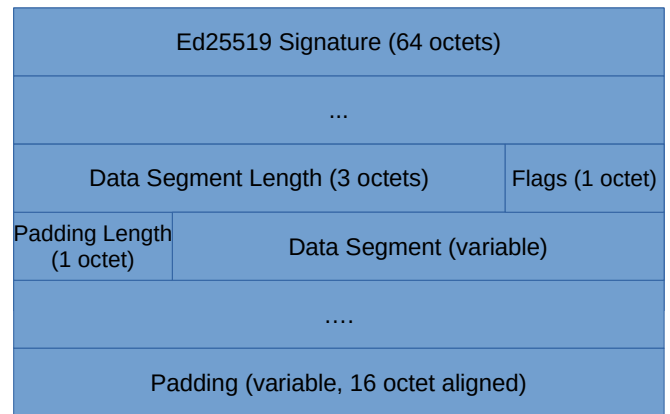 Ed25519 Signature (64 octets)
...
Data Segment Length (3 octets)
Flags (1 octet)
Padding Length
(1 octet)
Data Segment (variable)
....
Padding (variable, 16 octet aligned)